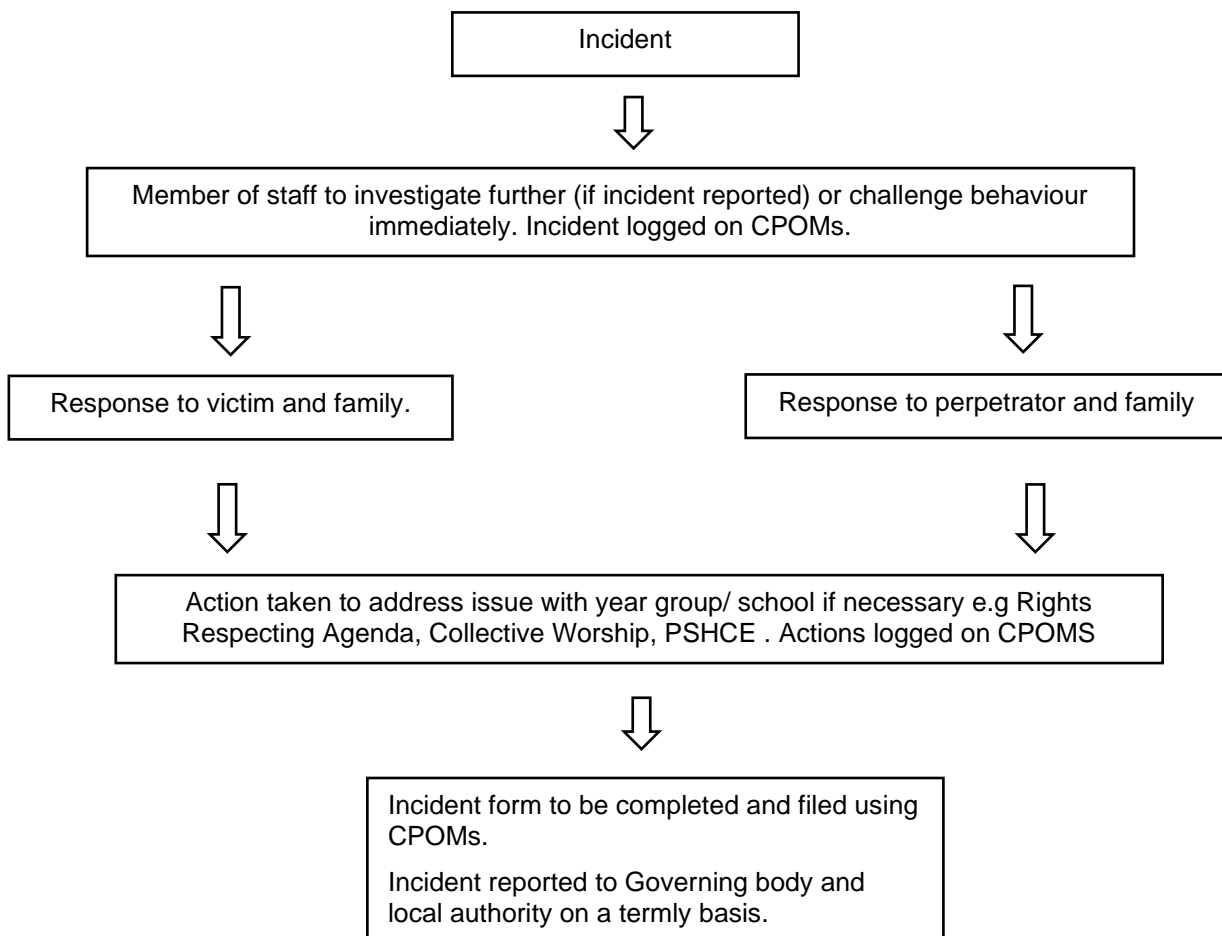 Incident
Member of staff to investigate further (if incident reported) or challenge behaviour
immediately. Incident logged on CPOMs.
Response to victim and family.
Response to perpetrator and family
Action taken to address issue with year group/ school if necessary e.g Rights
Respecting Agenda, Collective Worship, PSHCE . Actions logged on CPOMS
Incident form to be completed and filed using
CPOMs.
Incident reported to Governing body and
local authority on a termly basis.